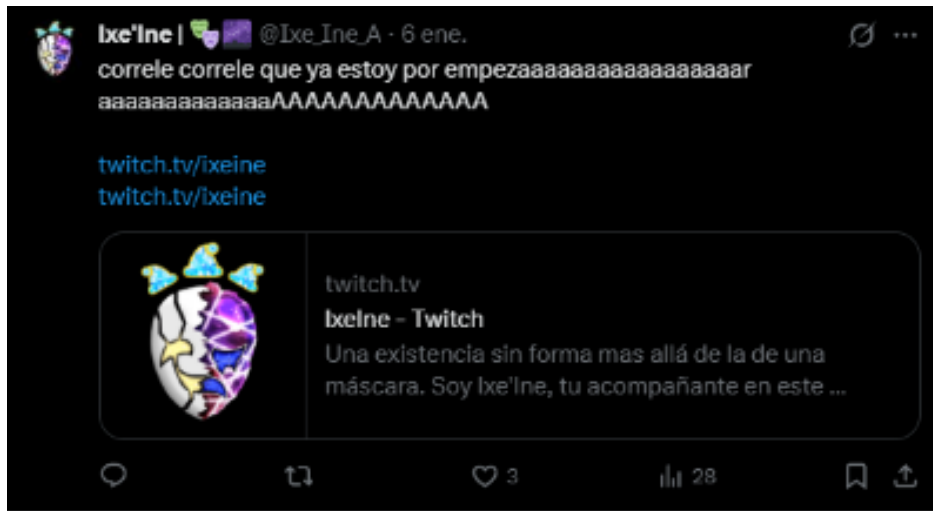 Ixe'Ine | @Ixe_Ine_A · 6 ene.
correle correle que ya estoy por empezaaaaaaaaaaaaaaaaar
aaaaaaaaaaaaaAAAAAAAAAAAAA
twitch.tv/ixeine
twitch.tv/ixeine
twitch.tv
IxeIne - Twitch
Una existencia sin forma mas allá de la de una
máscara. Soy Ixe'Ine, tu acompañante en este ...
3 28